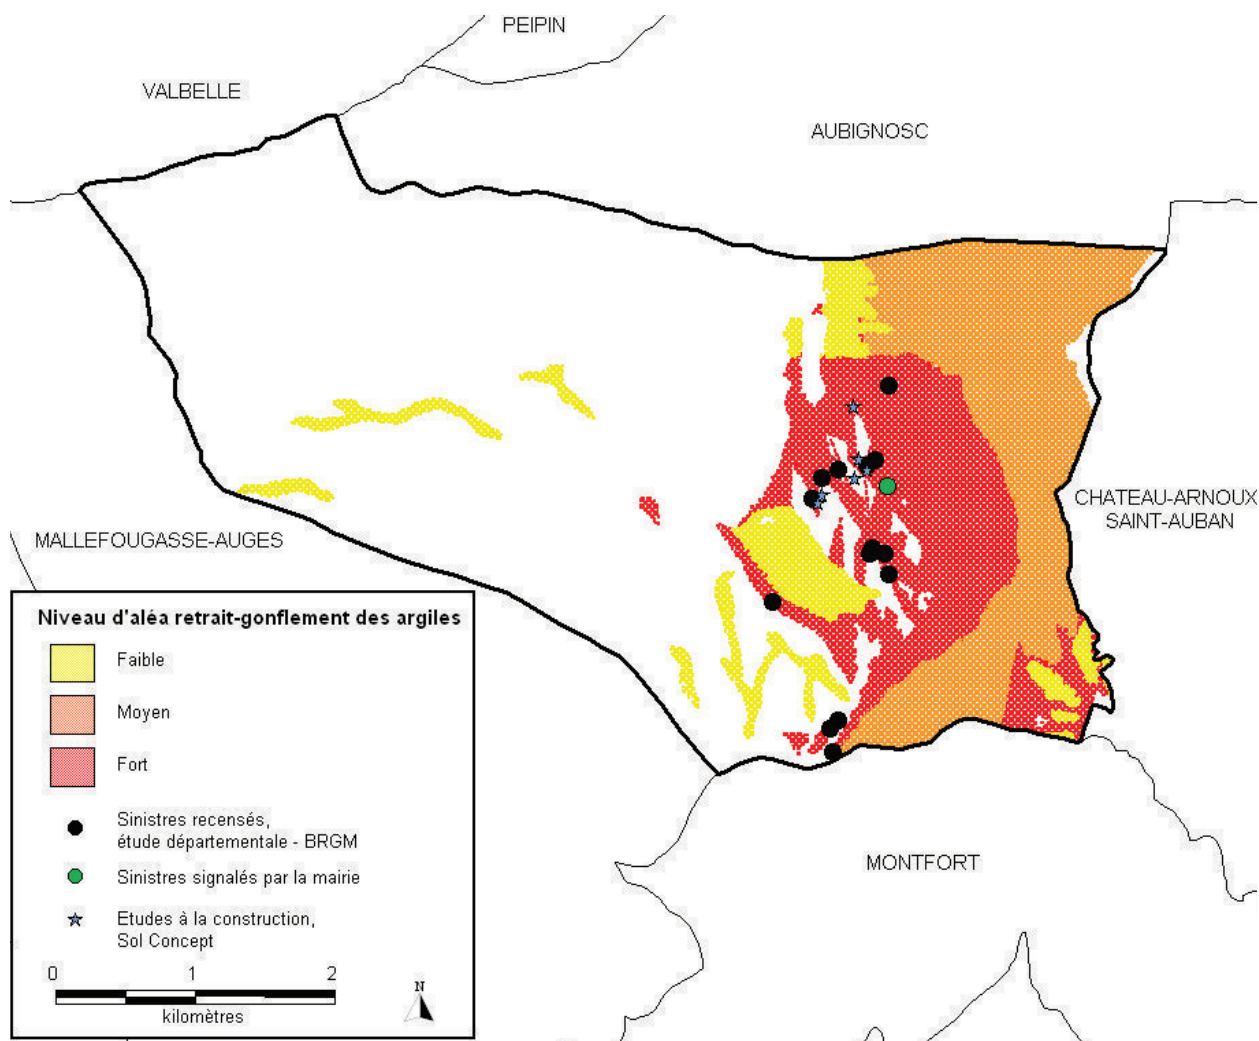 PEIPIN
VALBELLE
AUBIGNOSC
CHATEAU-ARNOUX
SAINT-AUBAN
MALLEFOUGASSE-AUGES
Niveau d'aléa retrait-gonflement des argiles
Faible
Moyen
Fort
Sinistres recensés,
étude départementale - BRGM
Sinistres signalés par la mairie
Etudes à la construction,
Sol Concept
0 1 2
kilomètres
N
MONTFORT